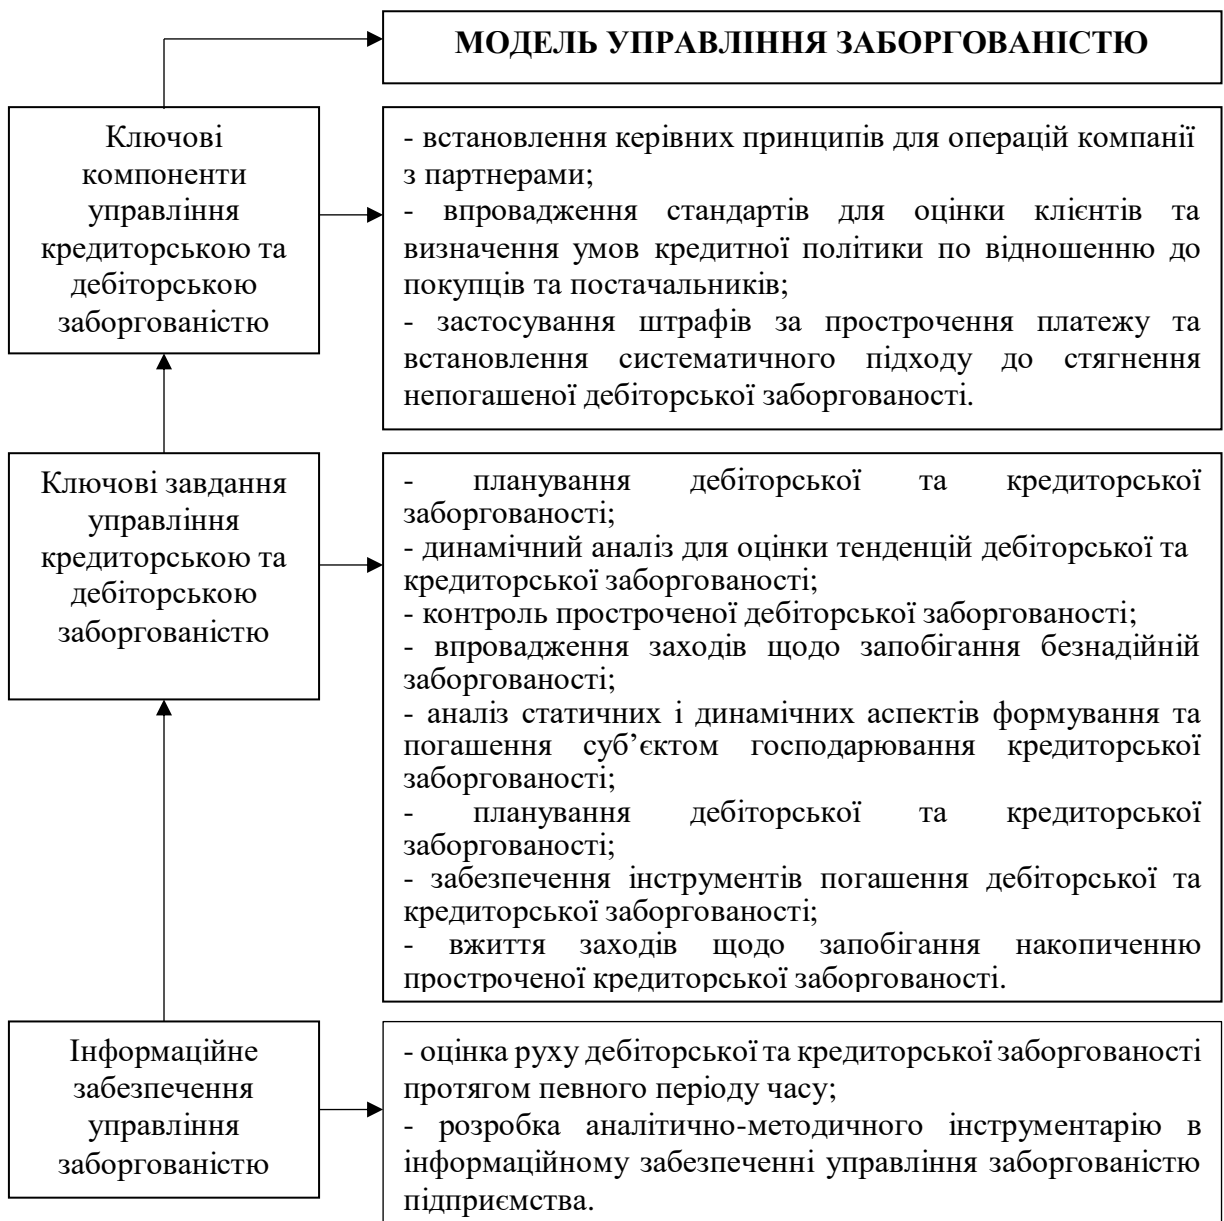 МОДЕЛЬ УПРАВЛІННЯ ЗАБОРГОВАНІСТЮ
Ключові
компоненти
управління
кредиторською та
дебіторською
заборгованістю
- встановлення керівних принципів для операцій компанії
з партнерами;
- впровадження стандартів для оцінки клієнтів та
визначення умов кредитної політики по відношенню до
покупців та постачальників;
- застосування штрафів за прострочення платежу та
встановлення систематичного підходу до стягнення
непогашеної дебіторської заборгованості.
Ключові завдання
управління
кредиторською та
дебіторською
заборгованістю
- планування дебіторської та кредиторської
заборгованості;
- динамічний аналіз для оцінки тенденцій дебіторської та
кредиторської заборгованості;
- контроль простроченої дебіторської заборгованості;
- впровадження заходів щодо запобігання безнадійній
заборгованості;
- аналіз статичних і динамічних аспектів формування та
погашення суб’єктом господарювання кредиторської
заборгованості;
- планування дебіторської та кредиторської
заборгованості;
- забезпечення інструментів погашення дебіторської та
кредиторської заборгованості;
- вжиття заходів щодо запобігання накопиченню
простроченої кредиторської заборгованості.
Інформаційне
забезпечення
управління
заборгованістю
- оцінка руху дебіторської та кредиторської заборгованості
протягом певного періоду часу;
- розробка аналітично-методичного інструментарію в
інформаційному забезпеченні управління заборгованістю
підприємства.